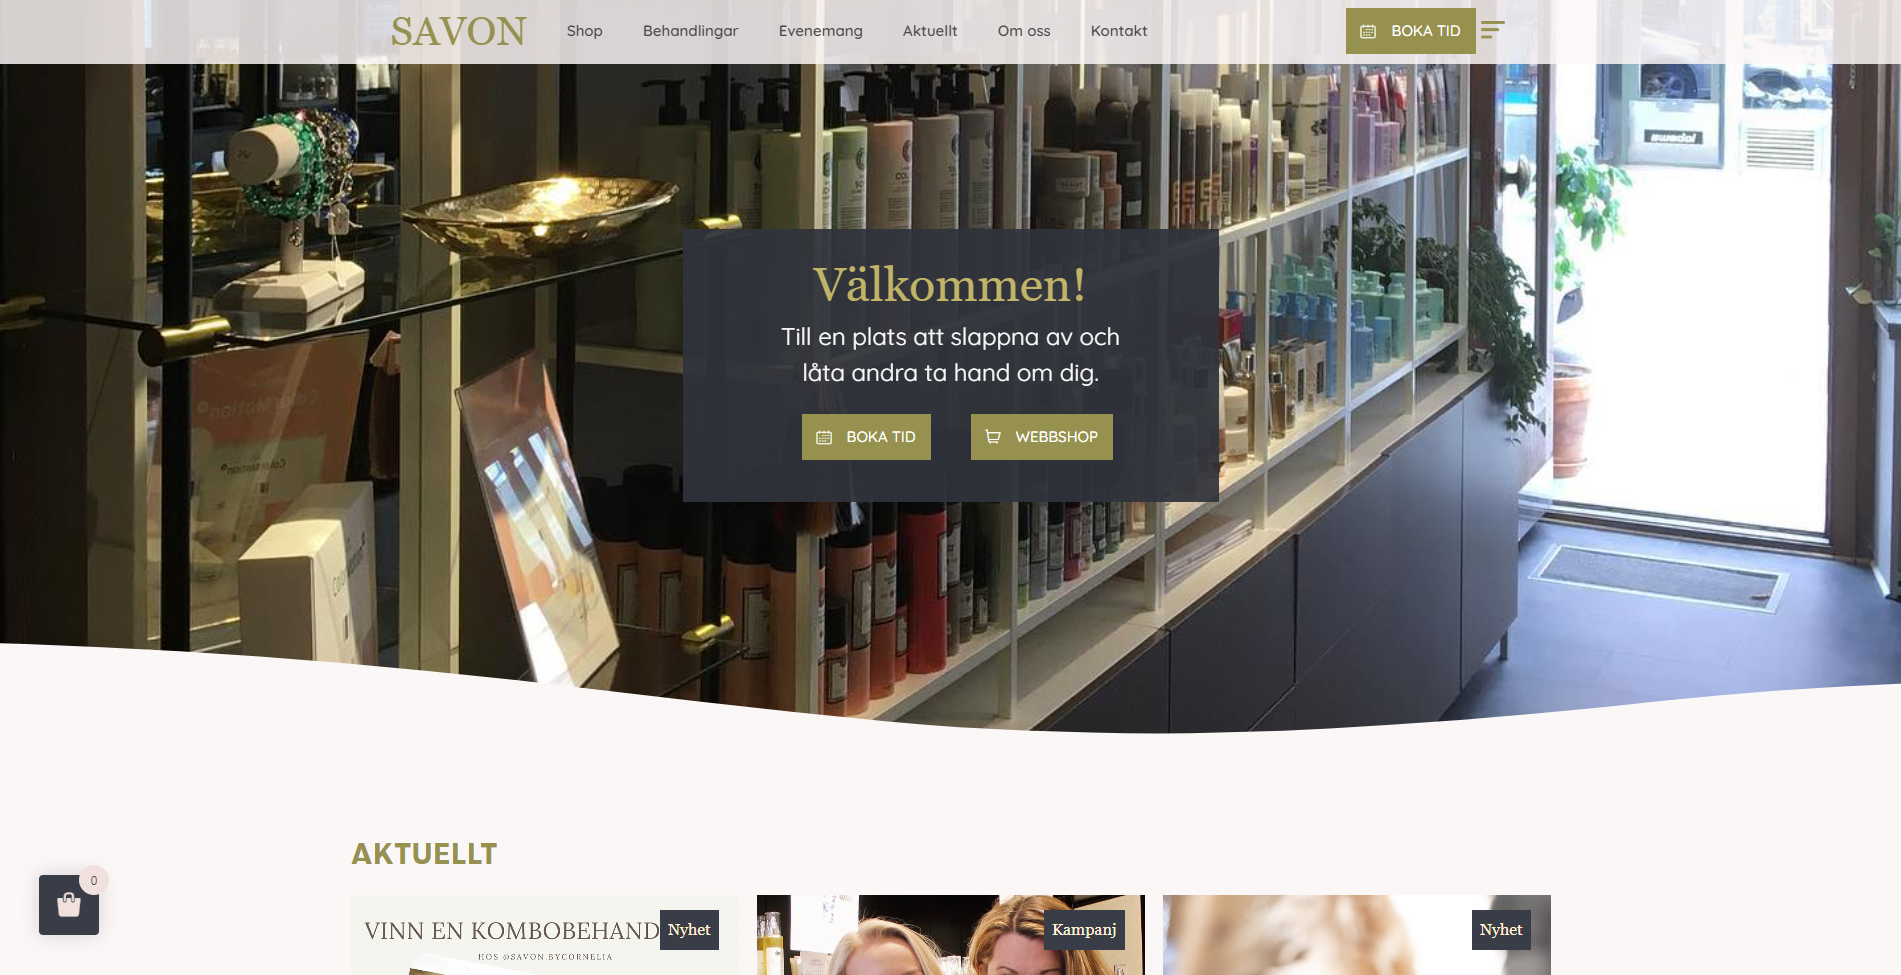 SAVON
Shop
Behandlingar
Evenemang
Aktuellt
Om oss
Kontakt
BOKA TID
Välkommen!
Till en plats att slappna av och
låta andra ta hand om dig.
BOKA TID
WEBBSHOP
AKTUELLT
0
VINN EN KOMBOBEHAND
HOS @SAVON.BYCORNELIA
Nyhet
Kampanj
Nyhet